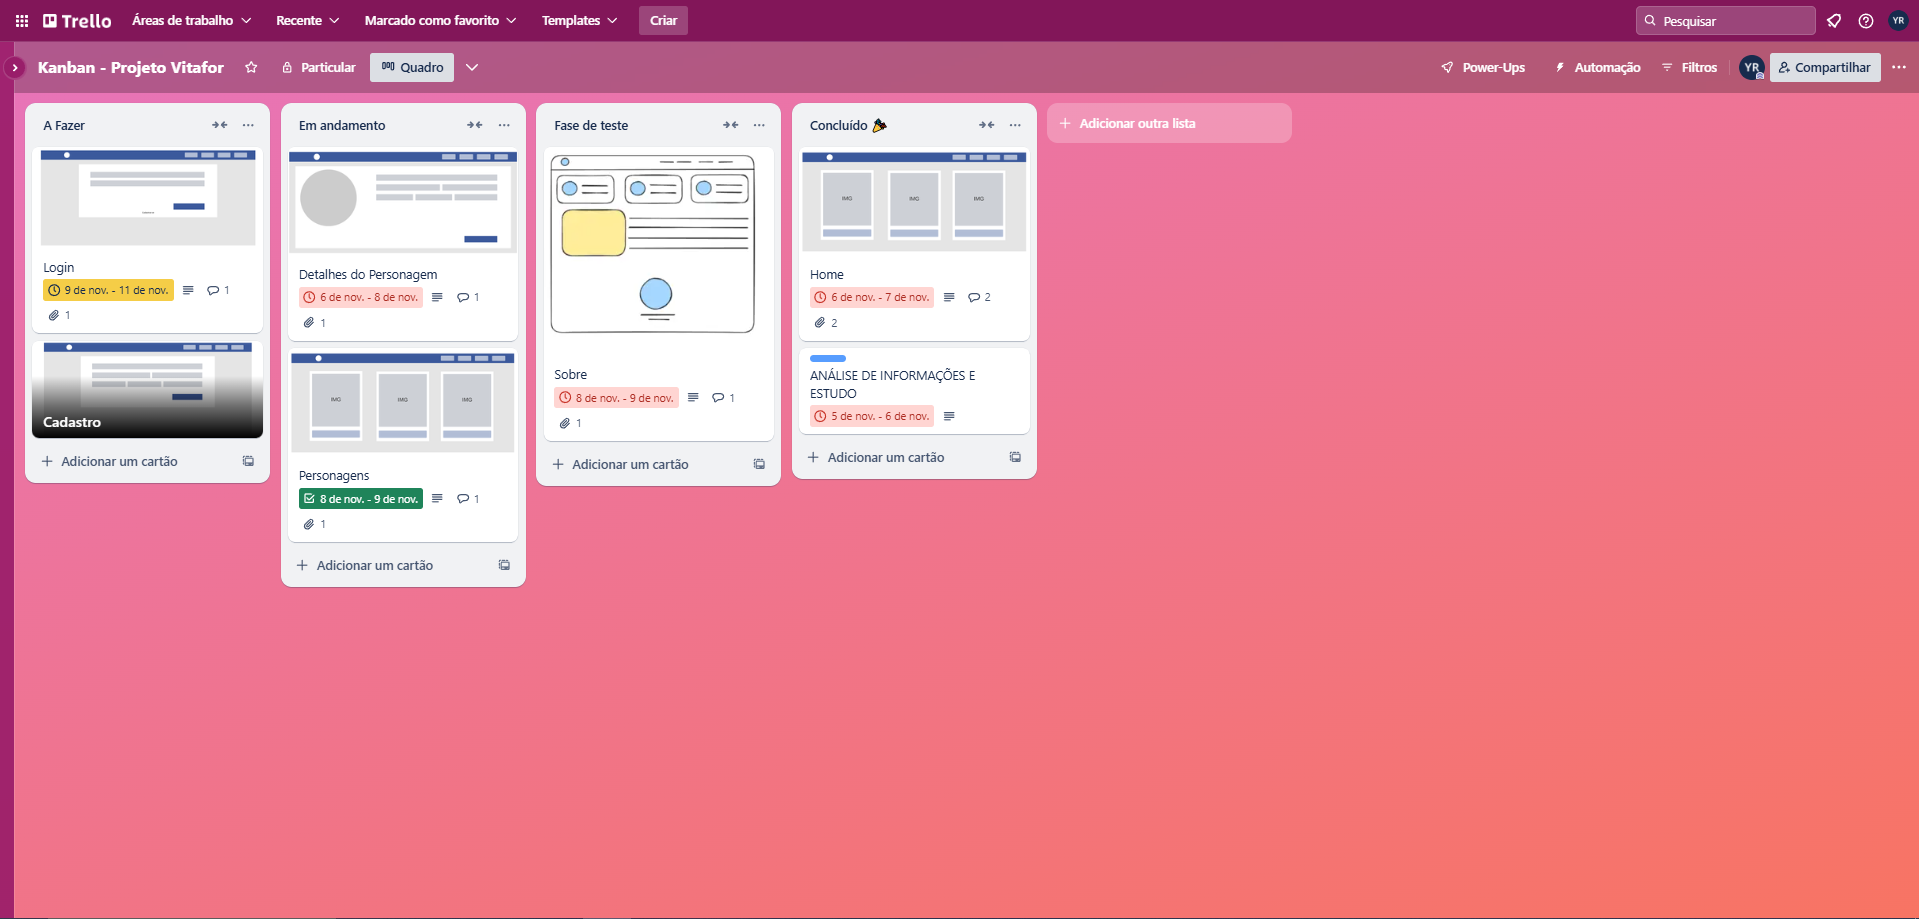 Trello Áreas de trabalho Recente Marcado como favorito Templates Criar Pesquisar YR
Kanban - Projeto Vitafor Particular Quadro Power-Ups Automação Filtros YR Compartilhar
A Fazer
Login
9 de nov. - 11 de nov. 1
1
Cadastro
Adicionar um cartão
Em andamento
Detalhes do Personagem
6 de nov. - 8 de nov. 1
1
IMG IMG IMG
Personagens
8 de nov. - 9 de nov. 1
1
Adicionar um cartão
Fase de teste
Sobre
8 de nov. - 9 de nov. 1
1
Adicionar um cartão
Concluído
IMG IMG IMG
Home
6 de nov. - 7 de nov. 2
2
ANÁLISE DE INFORMAÇÕES E
ESTUDO
5 de nov. - 6 de nov.
Adicionar um cartão
Adicionar outra lista